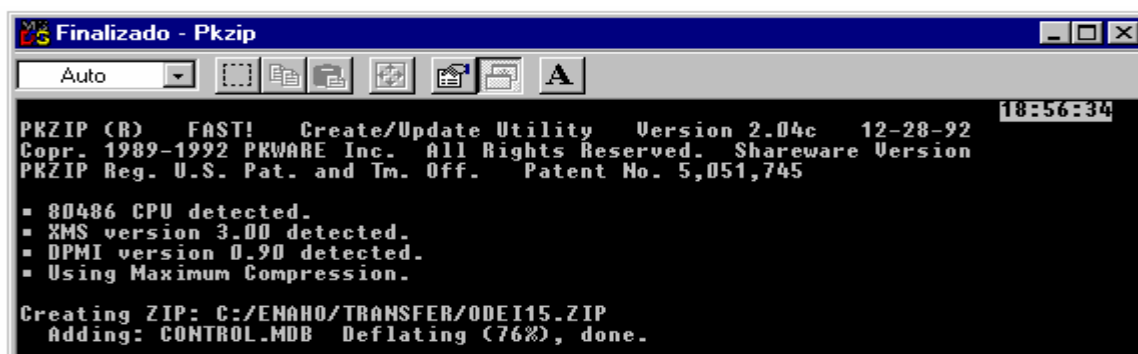 Finalizado - Pkzip
Auto
A
18:56:34
PKZIP (R) FAST! Create/Update Utility Version 2.04c 12-28-92
Copr. 1989-1992 PKWARE Inc. All Rights Reserved. Shareware Version
PKZIP Reg. U.S. Pat. and Tm. Off. Patent No. 5,051,745
▪ 80486 CPU detected.
▪ XMS version 3.00 detected.
▪ DPMI version 0.90 detected.
▪ Using Maximum Compression.
Creating ZIP: C:/ENAHO/TRANSFER/ODEI15.ZIP
Adding: CONTROL.MDB Deflating (76%), done.